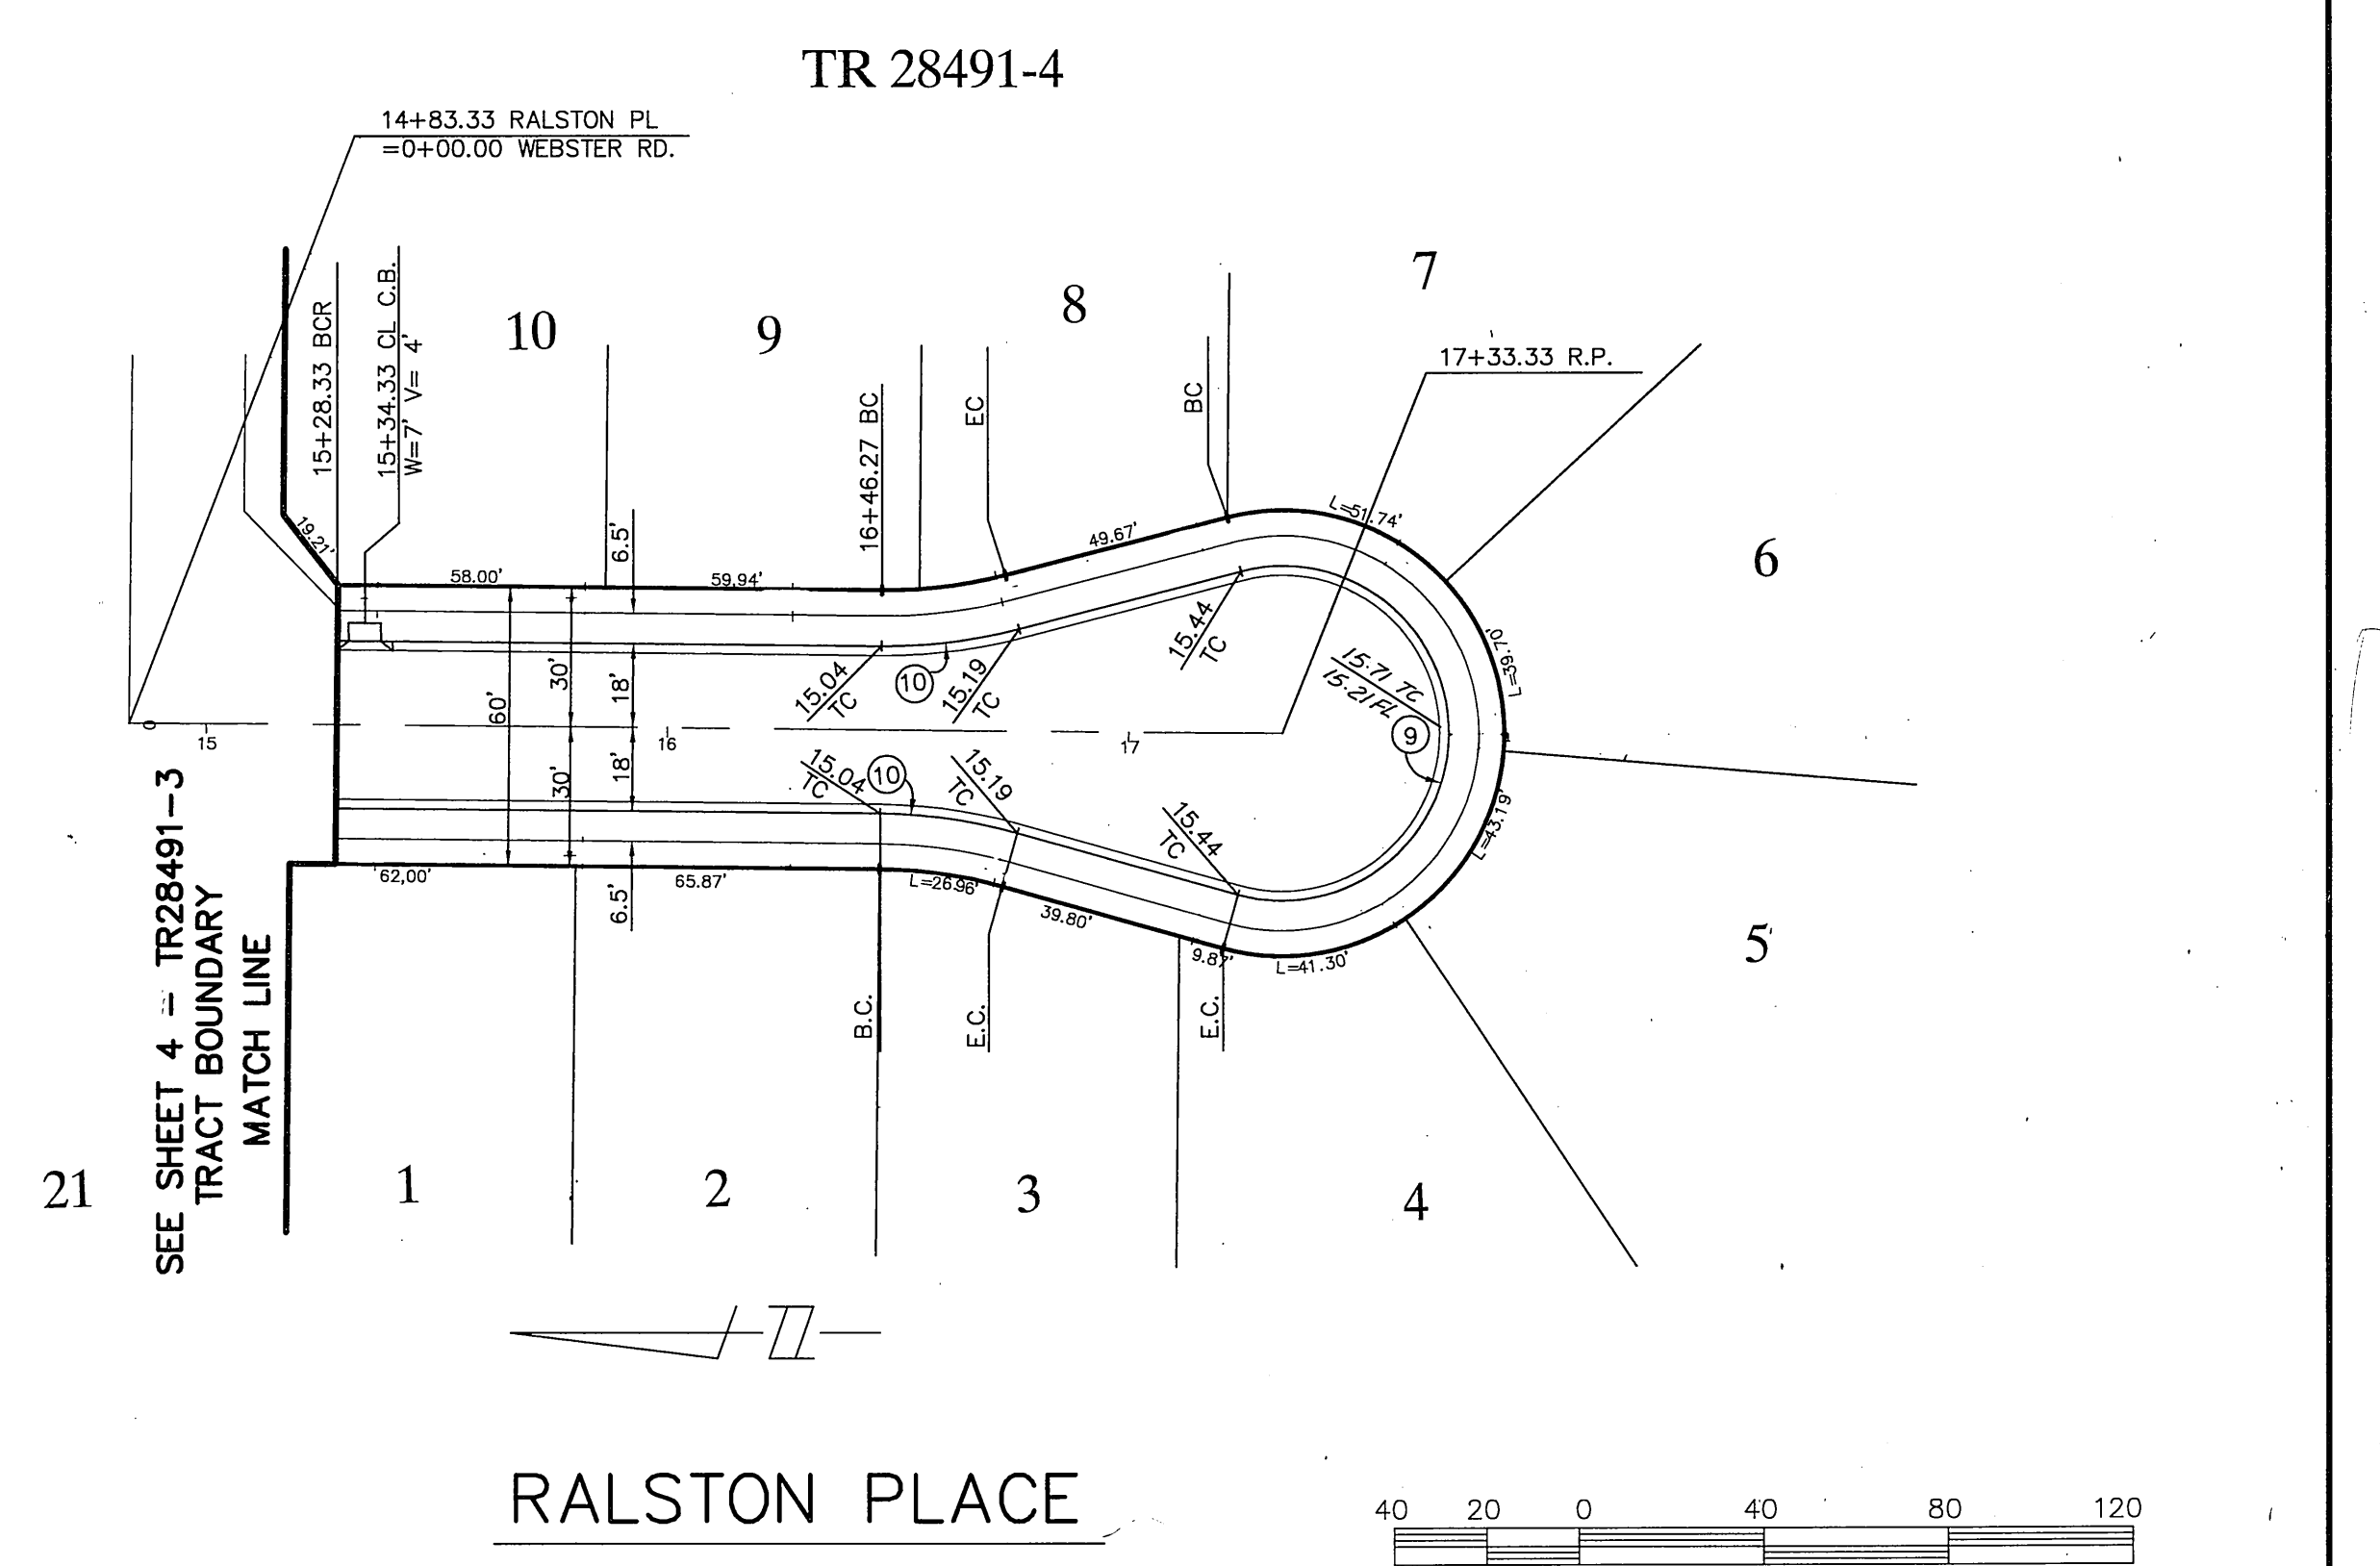 TR 28491-4
14+83.33 RALSTON PL
=0+00.00 WEBSTER RD.
15+28.33 BCR
15+34.33 CL C.B.
W=7' V= 4'
10
9
8
7
16+46.27 BC
EC
BC
17+33.33 R.P.
6
19.21'
58.00'
6.5'
59.94'
49.67'
L=51.74'
L=39.70'
60'
30'
18'
15.04
TC
10
15.19
TC
15.44
TC
15.71 TC
15.21 FL
9
0
15
16
17
30'
18'
15.04
TC
10
15.19
TC
15.44
TC
L=43.19'
62.00'
65.87'
6.5'
L=26.96'
39.80'
9.87'
L=41.30'
5
B.C.
E.C.
E.C.
SEE SHEET 4 - TR28491-3
TRACT BOUNDARY
MATCH LINE
21
1
2
3
4
Z
RALSTON PLACE
40 20 0 40 80 120